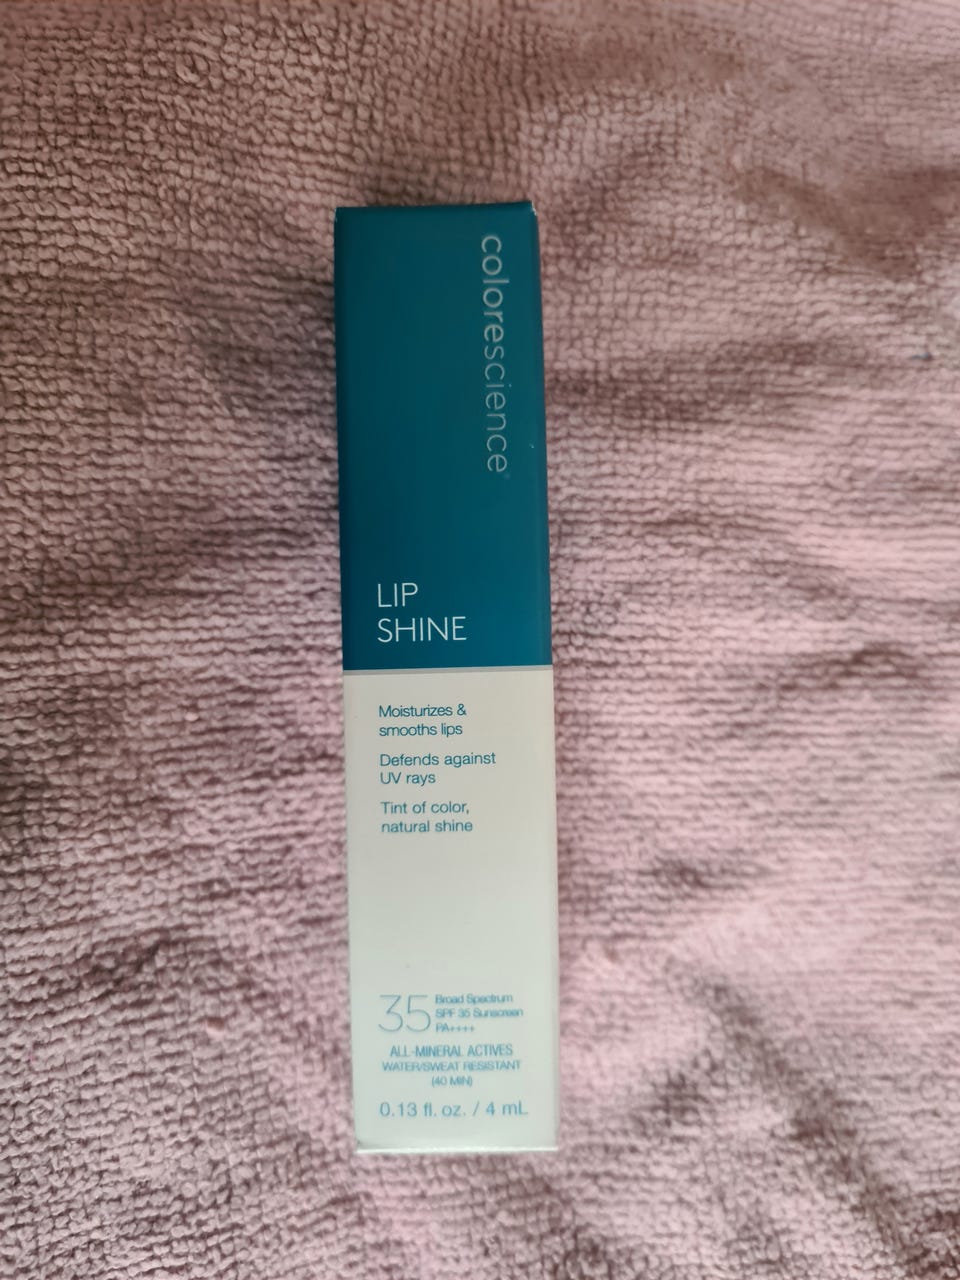 colorescience®
LIP
SHINE
Moisturizes &
smooths lips
Defends against
UV rays
Tint of color,
natural shine
35
Broad Spectrum
SPF 35 Sunscreen
PA++++
ALL-MINERAL ACTIVES
WATER/SWEAT RESISTANT
(40 MIN)
0.13 fl. oz. / 4 mL